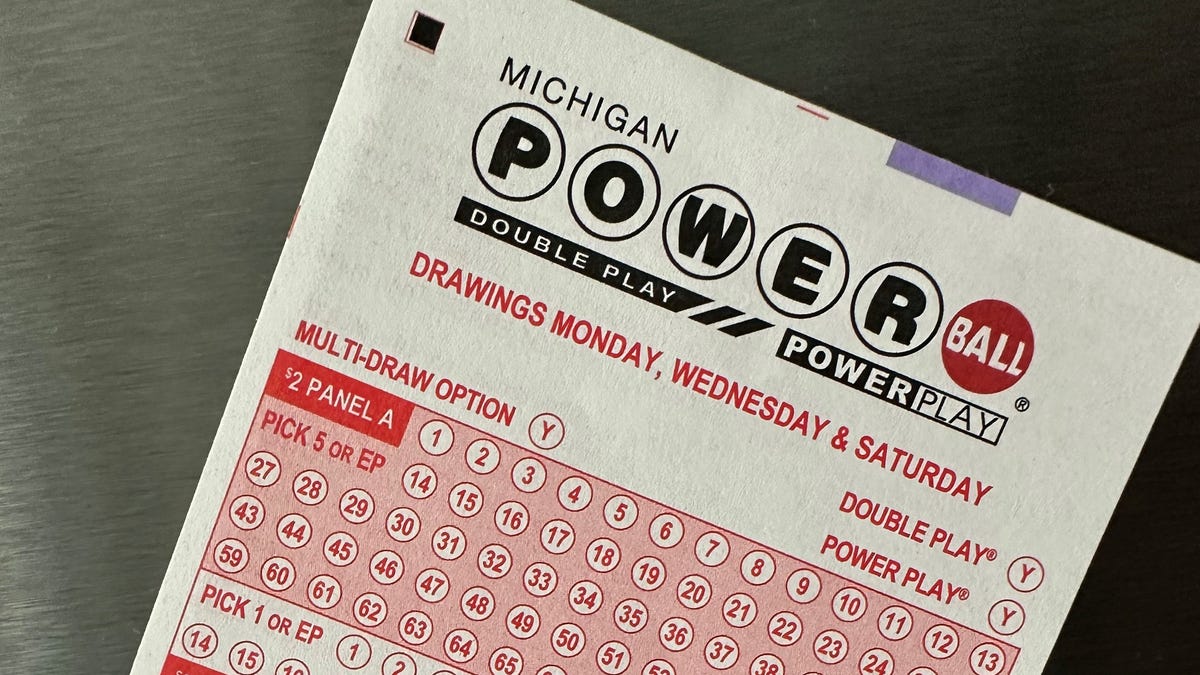 MICHIGAN
POWER BALL®
DOUBLE PLAY POWERPLAY
DRAWINGS MONDAY, WEDNESDAY & SATURDAY
MULTI-DRAW OPTION Y
DOUBLE PLAY® Y
POWER PLAY® Y
$2 PANEL A
PICK 5 OR EP
1 2 3 4 5 6 7 8 9 10 11 12 13
14 15 16 17 18 19 20 21 22 23 24
27 28 29 30 31 32 33 34 35 36 37 38
43 44 45 46 47 48 49 50 51
59 60 61 62 63 64 65
PICK 1 OR EP
1 2
14 15